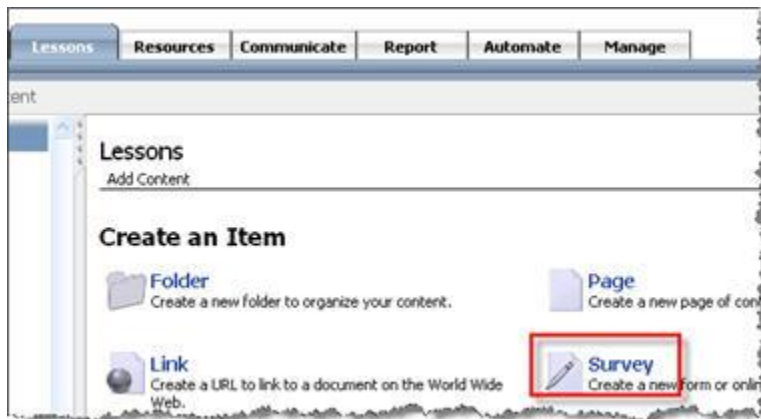 Lessons Resources Communicate Report Automate Manage
ent
Lessons
Add Content
Create an Item
Folder
Create a new folder to organize your content.
Page
Create a new page of con
Link
Create a URL to link to a document on the World Wide
Web.
Survey
Create a new form or onlin